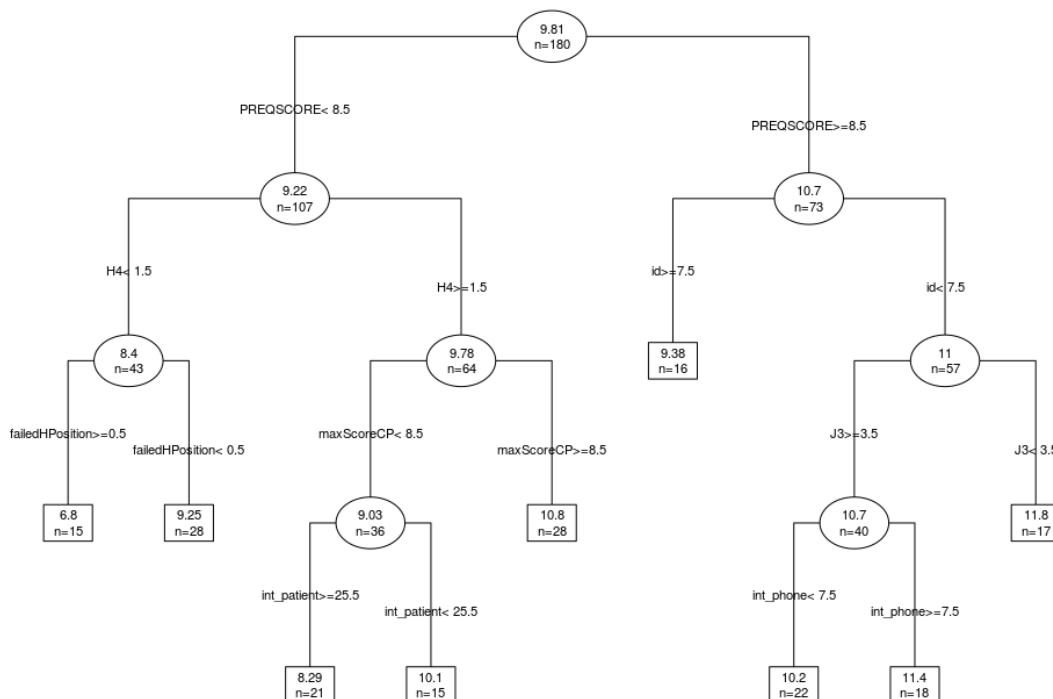 9.81
n=180
PREQSCORE< 8.5
PREQSCORE>=8.5
9.22
n=107
10.7
n=73
H4< 1.5
H4>=1.5
id>=7.5
id< 7.5
8.4
n=43
9.78
n=64
9.38
n=16
11
n=57
failedHPosition>=0.5
failedHPosition< 0.5
maxScoreCP< 8.5
maxScoreCP>=8.5
J3>=3.5
J3< 3.5
6.8
n=15
9.25
n=28
9.03
n=36
10.8
n=28
10.7
n=40
11.8
n=17
int_patient>=25.5
int_patient< 25.5
int_phone< 7.5
int_phone>=7.5
8.29
n=21
10.1
n=15
10.2
n=22
11.4
n=18